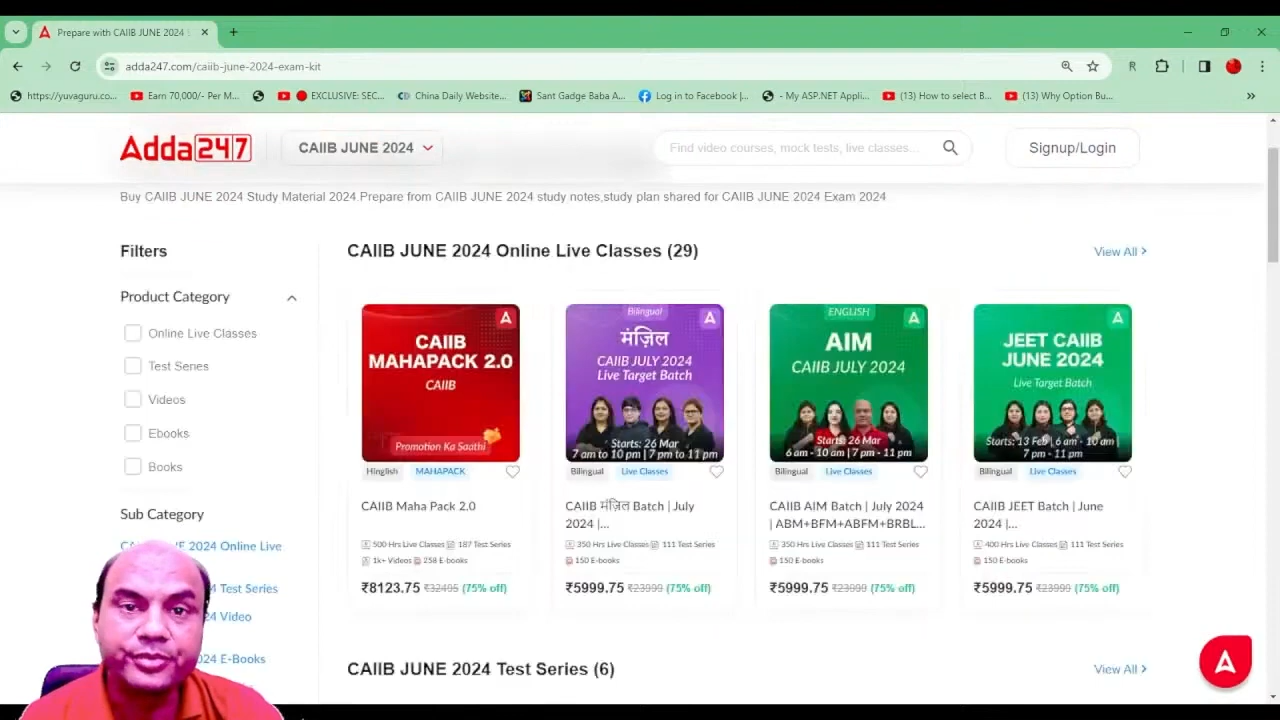 Prepare with CAIIB JUNE 2024
adda247.com/caiib-june-2024-exam-kit
R
https://yuvaguru.co...
Earn 70,000/- Per M...
EXCLUSIVE: SEC...
China Daily Website...
Sant Gadge Baba A...
Log in to Facebook |...
- My ASP.NET Appli...
(13) How to select B...
(13) Why Option Bu...
Adda247
CAIIB JUNE 2024
Find video courses, mock tests, live classes...
Signup/Login
Buy CAIIB JUNE 2024 Study Material 2024.Prepare from CAIIB JUNE 2024 study notes,study plan shared for CAIIB JUNE 2024 Exam 2024
Filters
Product Category
Online Live Classes
Test Series
Videos
Ebooks
Books
Sub Category
2024 Online Live
4 Test Series
24 Video
024 E-Books
CAIIB JUNE 2024 Online Live Classes (29)
View All >
CAIIB
MAHAPACK 2.0
CAIIB
Promotion Ka Saathi
Hinglish MAHAPACK
CAIIB Maha Pack 2.0
500 Hrs Live Classes 187 Test Series
1k+ Videos 258 E-books
₹8123.75 ₹32495 (75% off)
Bilingual
मंज़िल
CAIIB JULY 2024
Live Target Batch
Starts: 26 Mar
7 am to 10 pm | 7 pm to 11 pm
Bilingual Live Classes
CAIIB मंज़िल Batch | July
2024 |...
350 Hrs Live Classes 111 Test Series
150 E-books
₹5999.75 ₹23999 (75% off)
ENGLISH
AIM
CAIIB JULY 2024
Starts: 26 Mar
6 am - 10 am | 7 pm - 11 pm
Bilingual Live Classes
CAIIB AIM Batch | July 2024
| ABM+BFM+ABFM+BRBL...
350 Hrs Live Classes 111 Test Series
150 E-books
₹5999.75 ₹23999 (75% off)
JEET CAIIB
JUNE 2024
Live Target Batch
Starts: 13 Feb | 6 am - 10 am |
7 pm - 11 pm
Bilingual Live Classes
CAIIB JEET Batch | June
2024 |...
400 Hrs Live Classes 111 Test Series
150 E-books
₹5999.75 ₹23999 (75% off)
CAIIB JUNE 2024 Test Series (6)
View All >